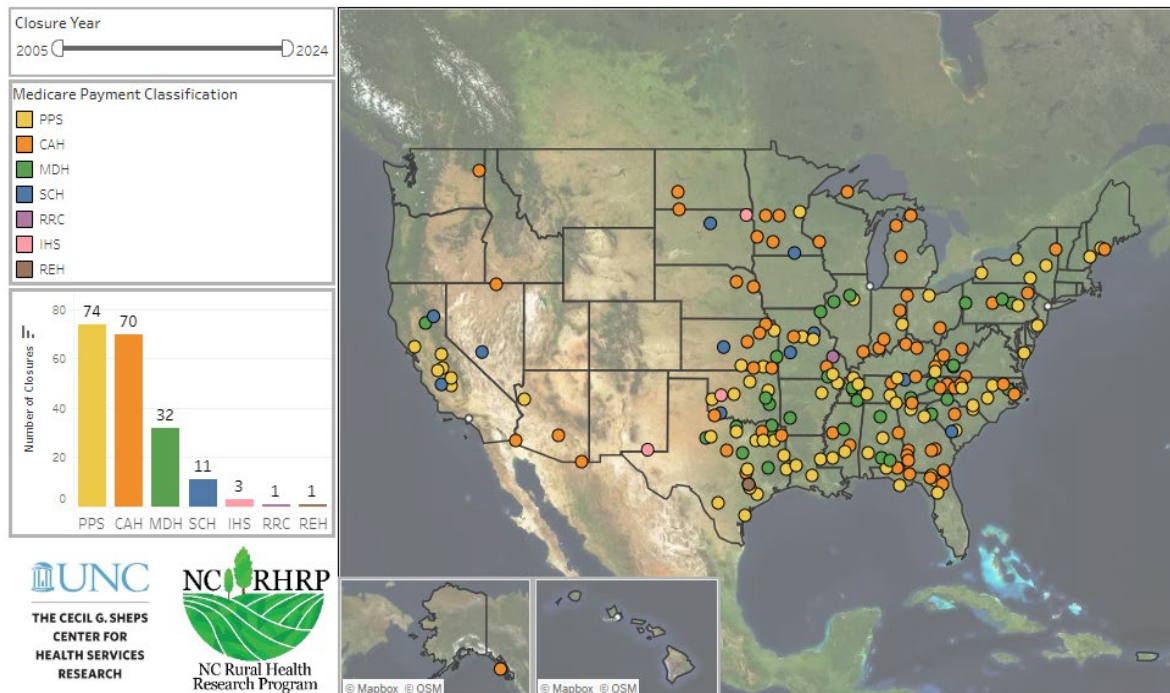 Closure Year
2005
2024
Medicare Payment Classification
PPS
CAH
MDH
SCH
RRC
IHS
REH
Number of Closures
80
60
40
20
0
74
70
32
11
3
1
1
PPS CAH MDH SCH IHS RRC REH
UNC
THE CECIL G. SHEPS
CENTER FOR
HEALTH SERVICES
RESEARCH
NC RHRP
NC Rural Health
Research Program
© Mapbox © OSM
© Mapbox © OSM